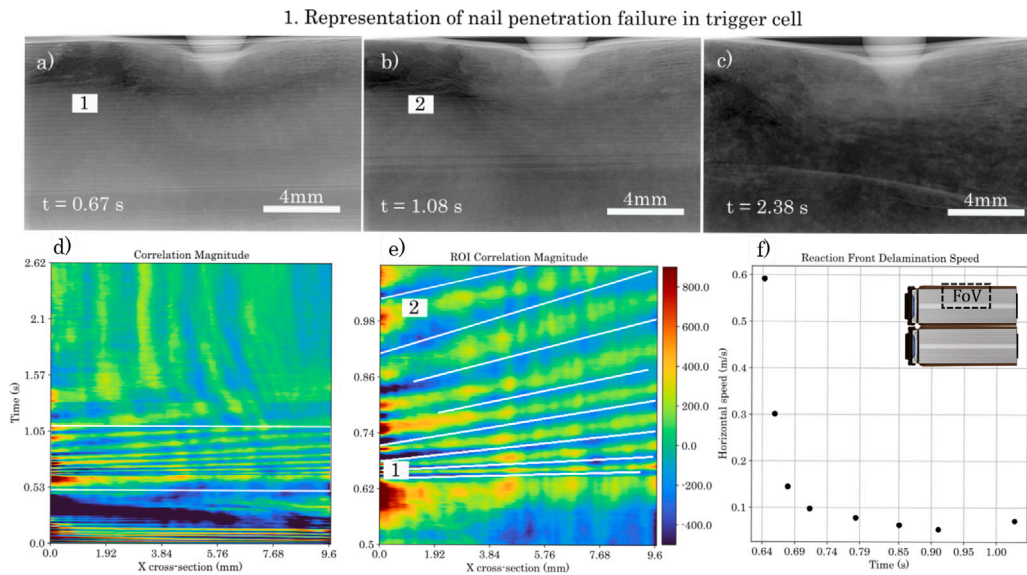 1. Representation of nail penetration failure in trigger cell
a)
1
t = 0.67 s
4mm
b)
2
t = 1.08 s
4mm
c)
t = 2.38 s
4mm
d)
Correlation Magnitude
Time (s)
2.62
2.1
1.57
1.05
0.53
0.0
0.0 1.92 3.84 5.76 7.68 9.6
X cross-section (mm)
e)
ROI Correlation Magnitude
2
1
0.98
0.86
0.74
0.62
0.5
0.0 1.92 3.84 5.76 7.68 9.6
X cross-section (mm)
800.0
600.0
400.0
200.0
0.0
-200.0
-400.0
f)
Reaction Front Delamination Speed
FoV
Horizontal speed (m/s)
0.6
0.5
0.3
0.2
0.1
0.64 0.69 0.74 0.79 0.85 0.90 0.95 1.00
Time (s)